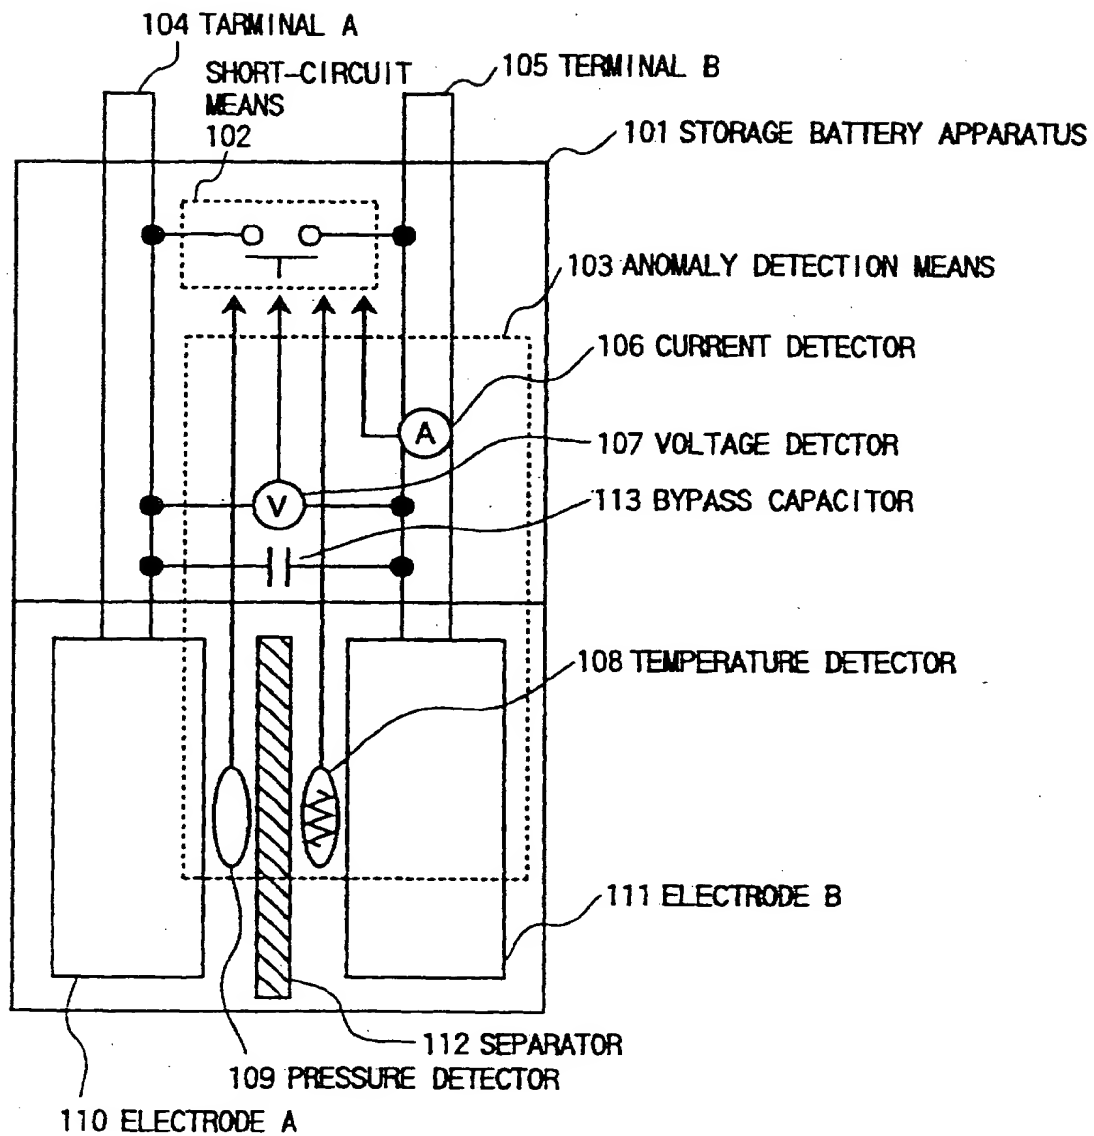 104 TARMINAL A
SHORT-CIRCUIT
MEANS
102
105 TERMINAL B
101 STORAGE BATTERY APPARATUS
103 ANOMALY DETECTION MEANS
106 CURRENT DETECTOR
A
107 VOLTAGE DETCTOR
V
113 BYPASS CAPACITOR
108 TEMPERATURE DETECTOR
111 ELECTRODE B
112 SEPARATOR
109 PRESSURE DETECTOR
110 ELECTRODE A